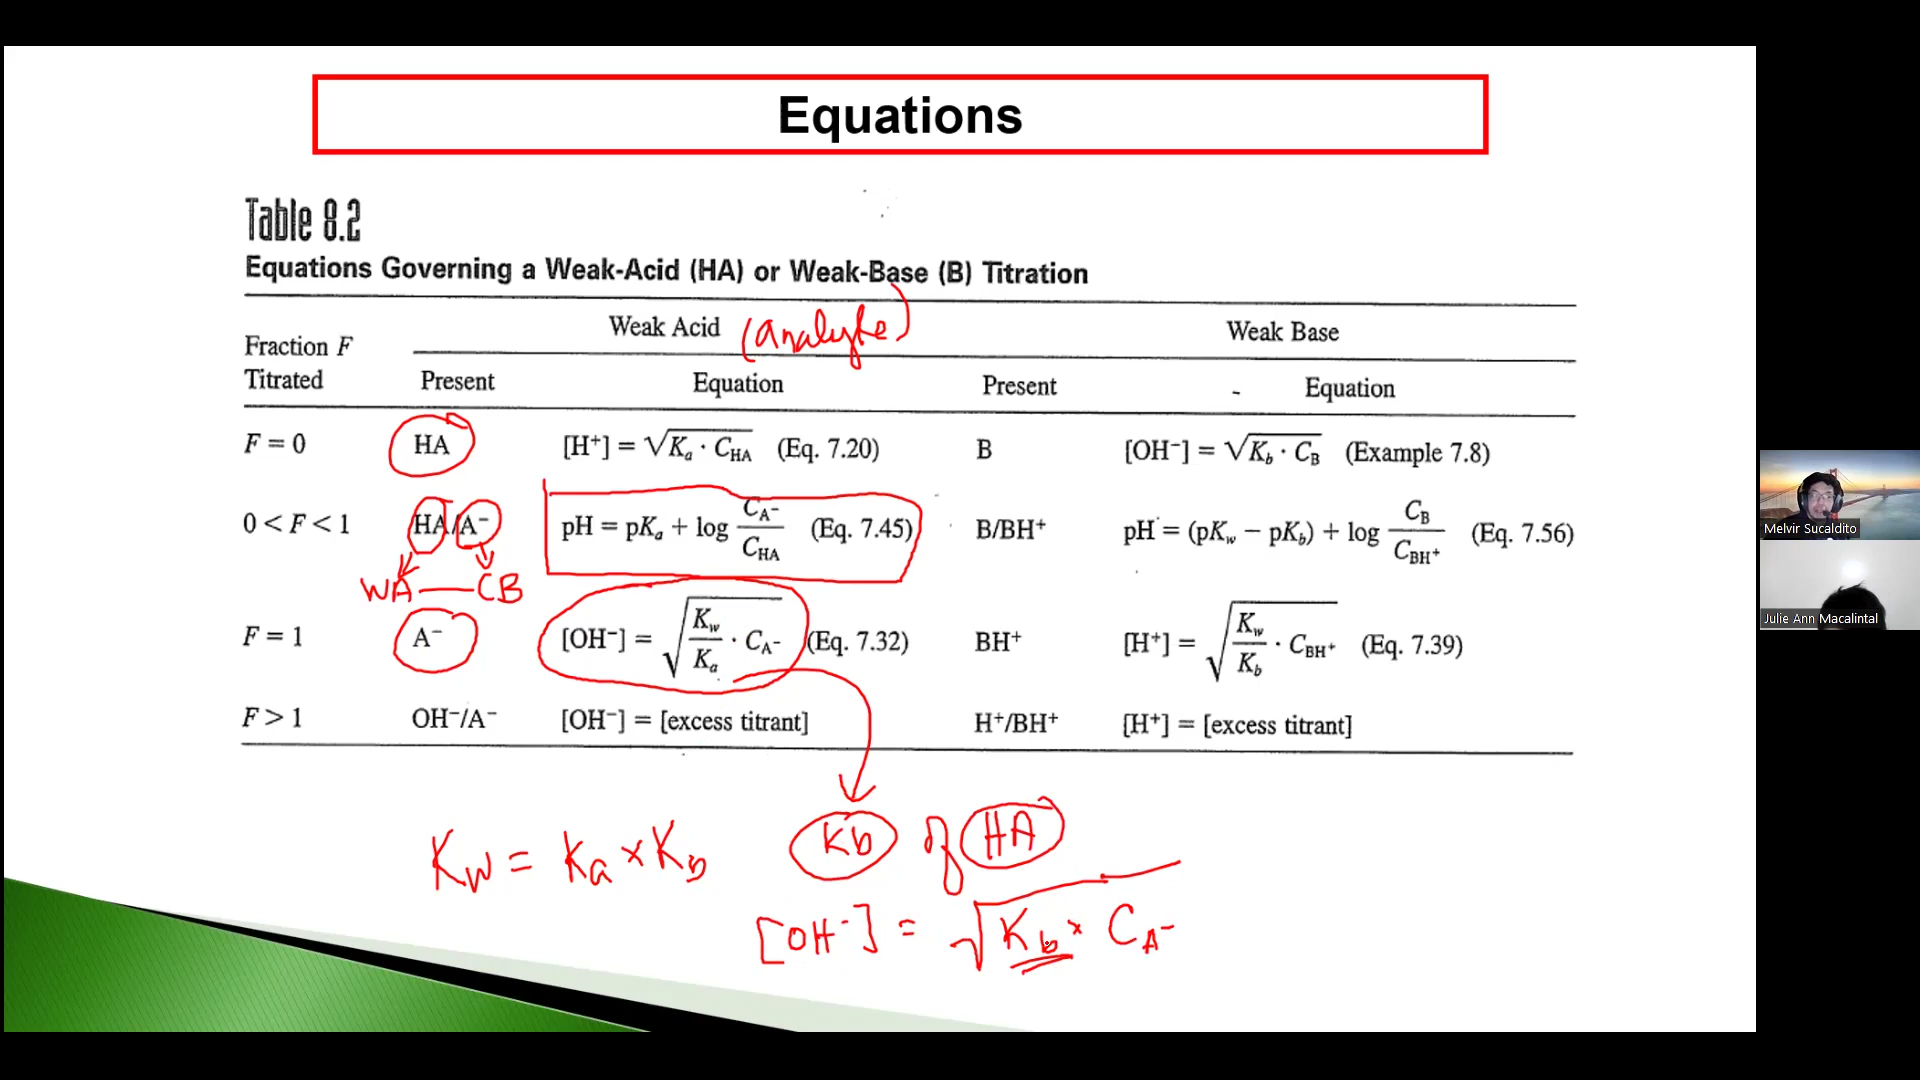 Equations
Table 8.2
Equations Governing a Weak-Acid (HA) or Weak-Base (B) Titration
Weak Acid (analyte) Weak Base
Fraction F Titrated Present Equation Present Equation
F = 0 HA [H⁺] = √(Kₐ · C_HA) (Eq. 7.20) B [OH⁻] = √(K_b · C_B) (Example 7.8)
0 < F < 1 HA/A⁻ pH = pKₐ + log C_A⁻/C_HA (Eq. 7.45) B/BH⁺ pH = (pK_w − pK_b) + log C_B/C_BH⁺ (Eq. 7.56)
WA — CB
F = 1 A⁻ [OH⁻] = √(K_w/Kₐ · C_A⁻) (Eq. 7.32) BH⁺ [H⁺] = √(K_w/K_b · C_BH⁺) (Eq. 7.39)
F > 1 OH⁻/A⁻ [OH⁻] = [excess titrant] H⁺/BH⁺ [H⁺] = [excess titrant]
Kw = Ka x Kb Kb of HA
[OH⁻] = √(Kb x C_A⁻)
Melvir Sucaldito
Julie Ann Macalintal